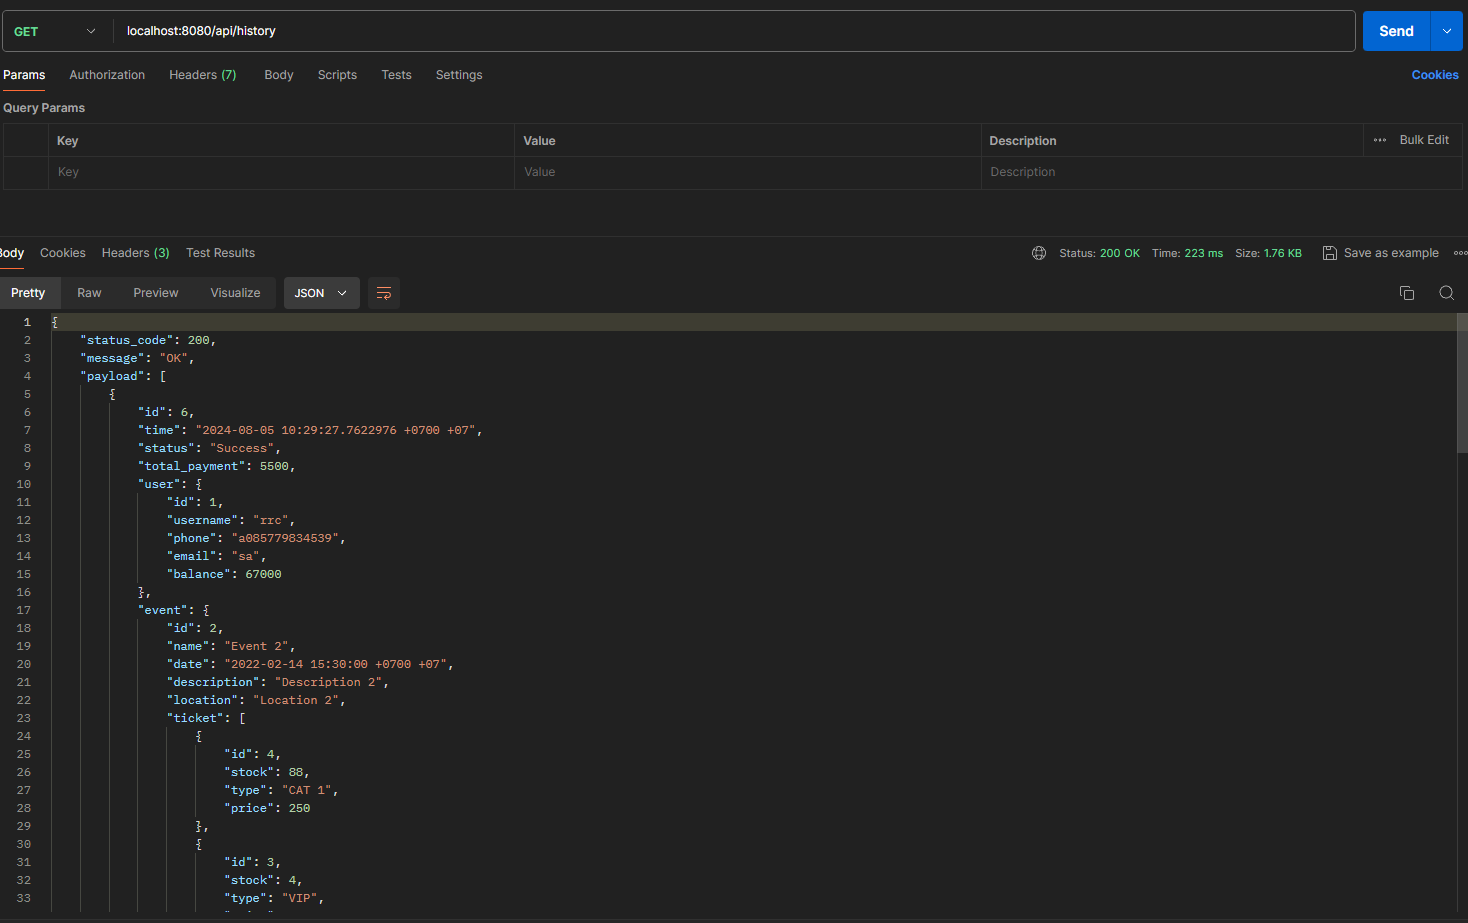 GET localhost:8080/api/history Send
Params Authorization Headers (7) Body Scripts Tests Settings Cookies
Query Params
Key Value Description ••• Bulk Edit
Key Value Description
Body Cookies Headers (3) Test Results Status: 200 OK Time: 223 ms Size: 1.76 KB Save as example
Pretty Raw Preview Visualize JSON
1 {
2 "status_code": 200,
3 "message": "OK",
4 "payload": [
5 {
6 "id": 6,
7 "time": "2024-08-05 10:29:27.7622976 +0700 +07",
8 "status": "Success",
9 "total_payment": 5500,
10 "user": {
11 "id": 1,
12 "username": "rrc",
13 "phone": "a085779834539",
14 "email": "sa",
15 "balance": 67000
16 },
17 "event": {
18 "id": 2,
19 "name": "Event 2",
20 "date": "2022-02-14 15:30:00 +0700 +07",
21 "description": "Description 2",
22 "location": "Location 2",
23 "ticket": [
24 {
25 "id": 4,
26 "stock": 88,
27 "type": "CAT 1",
28 "price": 250
29 },
30 {
31 "id": 3,
32 "stock": 4,
33 "type": "VIP",